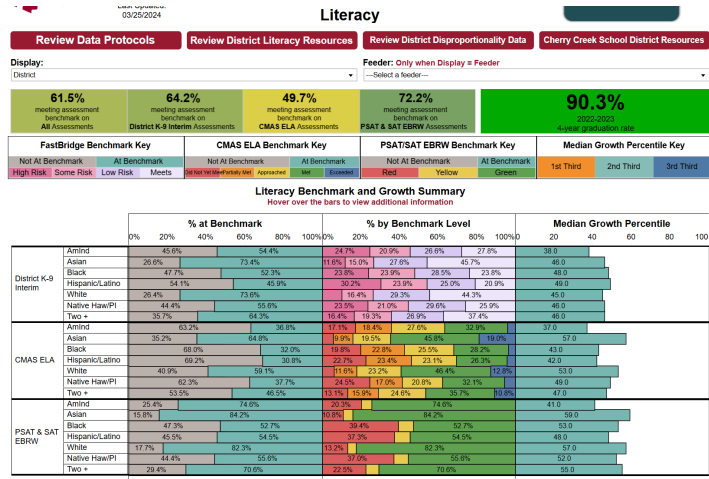 Last Updated:
03/25/2024
Literacy
Review Data Protocols
Review District Literacy Resources
Review District Disproportionality Data
Cherry Creek School District Resources
Display:
District
Feeder: Only when Display = Feeder
---Select a feeder---
61.5%
meeting assessment
benchmark on
All Assessments
64.2%
meeting assessment
benchmark on
District K-9 Interim Assessments
49.7%
meeting assessment
benchmark on
CMAS ELA Assessments
72.2%
meeting assessment
benchmark on
PSAT & SAT EBRW Assessments
90.3%
2022-2023
4-year graduation rate
FastBridge Benchmark Key
Not At Benchmark At Benchmark
High Risk Some Risk Low Risk Meets
CMAS ELA Benchmark Key
Not At Benchmark At Benchmark
Did Not Yet Meet Partially Met Approached Met Exceeded
PSAT/SAT EBRW Benchmark Key
Not At Benchmark At Benchmark
Red Yellow Green
Median Growth Percentile Key
1st Third 2nd Third 3rd Third
Literacy Benchmark and Growth Summary
Hover over the bars to view additional information
% at Benchmark % by Benchmark Level Median Growth Percentile
0% 20% 40% 60% 80% 100% 0% 20% 40% 60% 80% 100% 0 20 40 60 80 100
District K-9 Interim
AmInd 45.6% 54.4% 24.7% 20.9% 26.6% 27.8% 38.0
Asian 26.6% 73.4% 11.6% 15.0% 27.6% 45.7% 46.0
Black 47.7% 52.3% 23.8% 23.9% 28.5% 23.8% 48.0
Hispanic/Latino 54.1% 45.9% 30.2% 23.9% 25.0% 20.9% 49.0
White 26.4% 73.6% 16.4% 29.3% 44.3% 45.0
Native Haw/PI 44.4% 55.6% 23.5% 21.0% 29.6% 25.9% 46.0
Two + 35.7% 64.3% 16.4% 19.3% 26.9% 37.4% 46.0
CMAS ELA
AmInd 63.2% 36.8% 17.1% 18.4% 27.6% 32.9% 37.0
Asian 35.2% 64.8% 9.9% 19.5% 45.8% 19.0% 57.0
Black 68.0% 32.0% 19.8% 22.8% 25.5% 28.2% 43.0
Hispanic/Latino 69.2% 30.8% 22.7% 23.4% 23.1% 26.3% 42.0
White 40.9% 59.1% 11.6% 23.2% 46.4% 12.8% 53.0
Native Haw/PI 62.3% 37.7% 24.5% 17.0% 20.8% 32.1% 49.0
Two + 53.5% 46.5% 13.1% 15.9% 24.6% 35.7% 10.8% 47.0
PSAT & SAT EBRW
AmInd 25.4% 74.6% 20.3% 74.6% 41.0
Asian 15.8% 84.2% 10.8% 84.2% 59.0
Black 47.3% 52.7% 39.4% 52.7% 53.0
Hispanic/Latino 45.5% 54.5% 37.3% 54.5% 48.0
White 17.7% 82.3% 13.2% 82.3% 57.0
Native Haw/PI 44.4% 55.6% 37.0% 55.6% 52.0
Two + 29.4% 70.6% 22.5% 70.6% 55.0